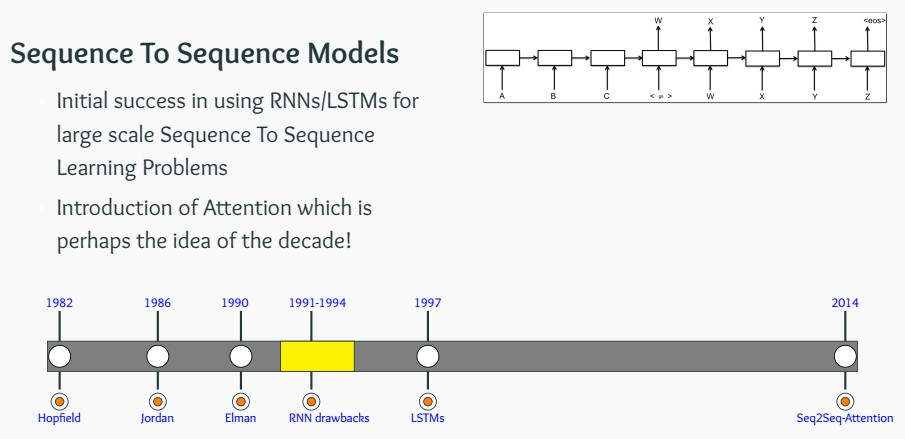 Sequence To Sequence Models
Initial success in using RNNs/LSTMs for
large scale Sequence To Sequence
Learning Problems
Introduction of Attention which is
perhaps the idea of the decade!
W X Y Z <eos>
A B C W X Y Z
1982 1986 1990 1991-1994 1997 2014
Hopfield Jordan Elman RNN drawbacks LSTMs Seq2Seq-Attention